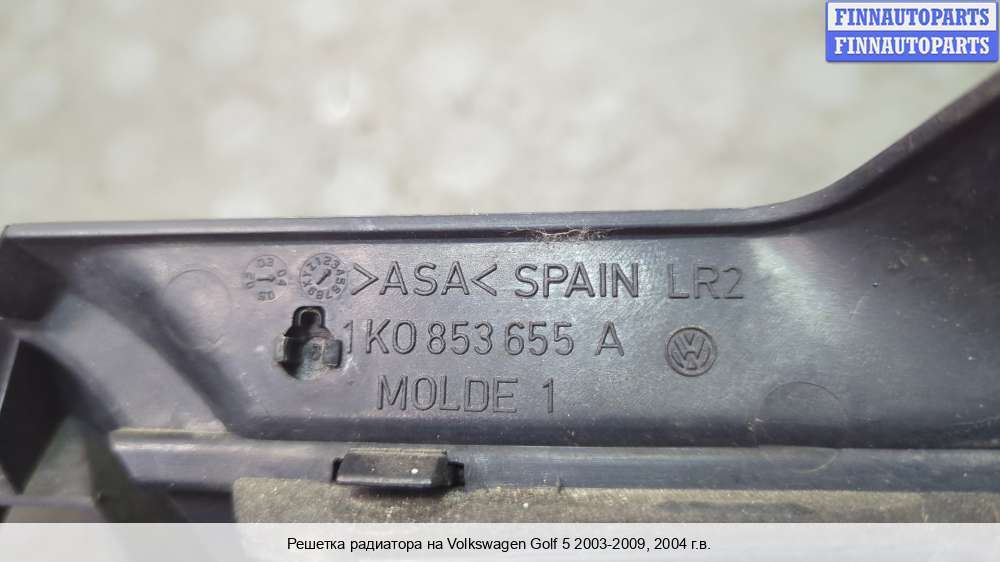 FINNAUTOPARTS
FINNAUTOPARTS
>ASA< SPAIN LR2
1K0 853 655 A
MOLDE 1
Решетка радиатора на Volkswagen Golf 5 2003-2009, 2004 г.в.